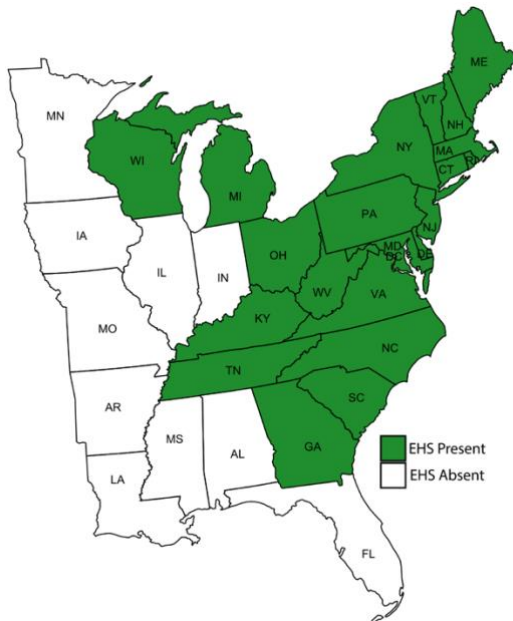 ME
MN
VT
NH
WI
NY
MA
CT
RI
MI
PA
IA
NJ
OH
MD
DE
DC
IL
IN
WV
VA
MO
KY
NC
TN
AR
SC
MS
AL
GA
EHS Present
EHS Absent
LA
FL